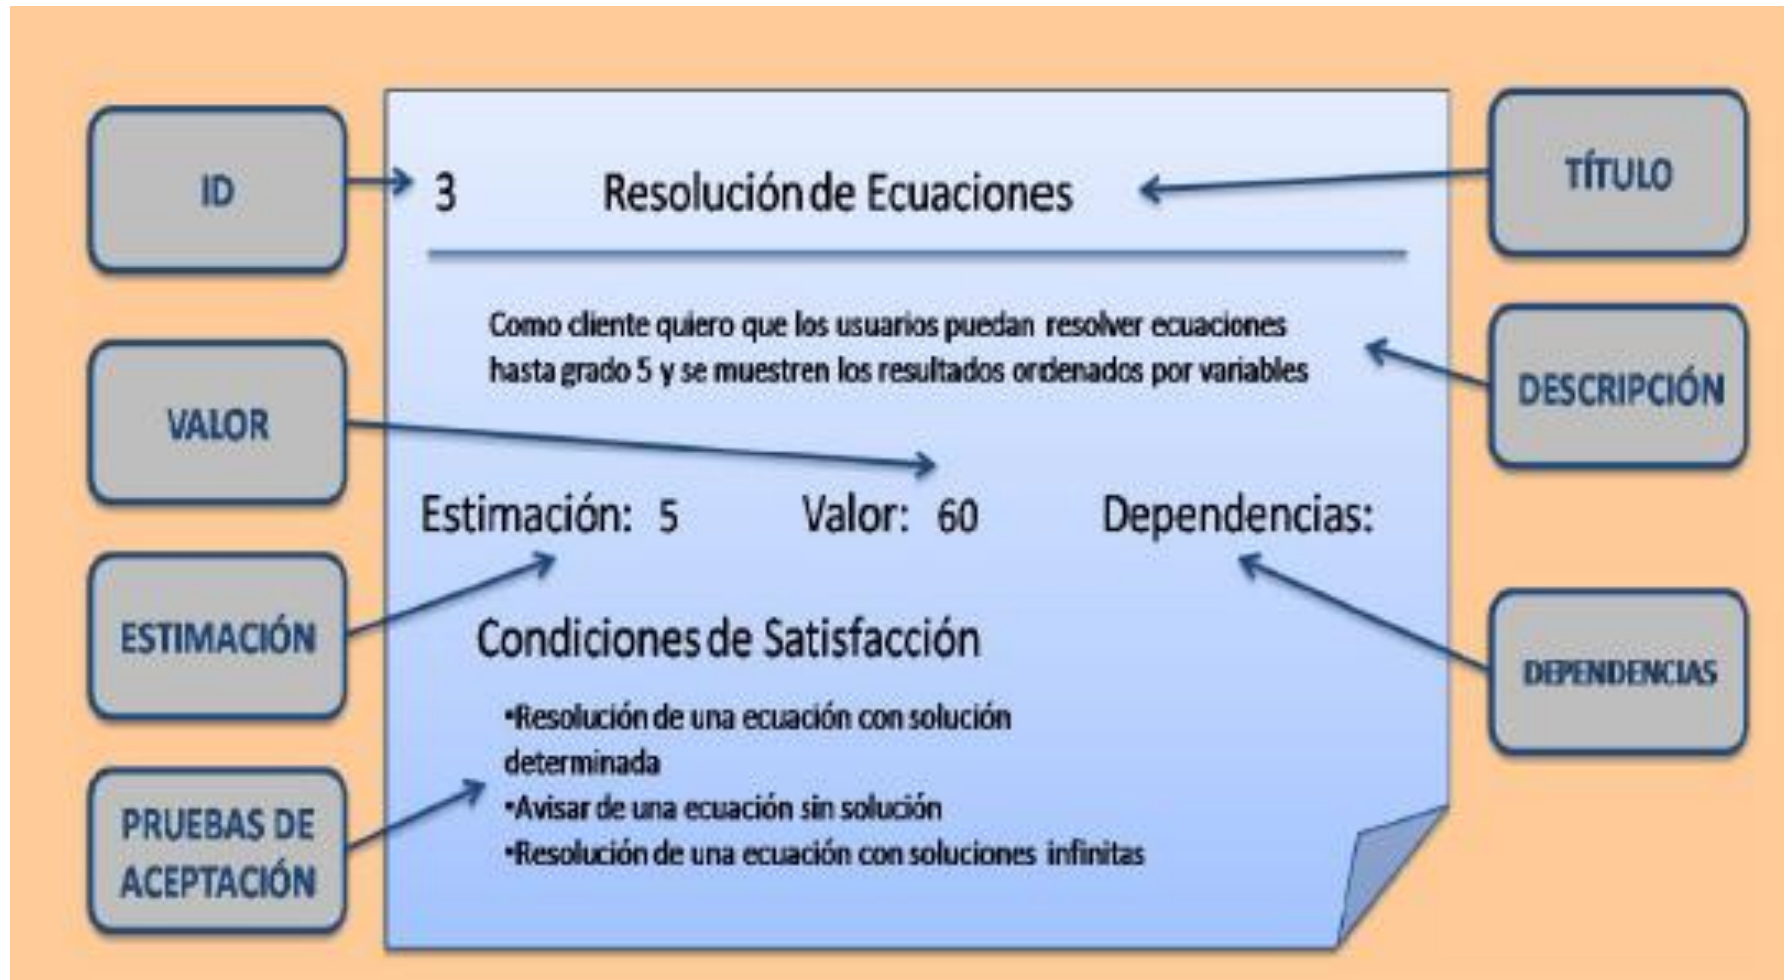 ID
3 Resolución de Ecuaciones
TÍTULO
Como cliente quiero que los usuarios puedan resolver ecuaciones
hasta grado 5 y se muestren los resultados ordenados por variables
DESCRIPCIÓN
VALOR
Estimación: 5 Valor: 60 Dependencias:
ESTIMACIÓN
Condiciones de Satisfacción
DEPENDENCIAS
•Resolución de una ecuación con solución
determinada
•Avisar de una ecuación sin solución
•Resolución de una ecuación con soluciones infinitas
PRUEBAS DE
ACEPTACIÓN